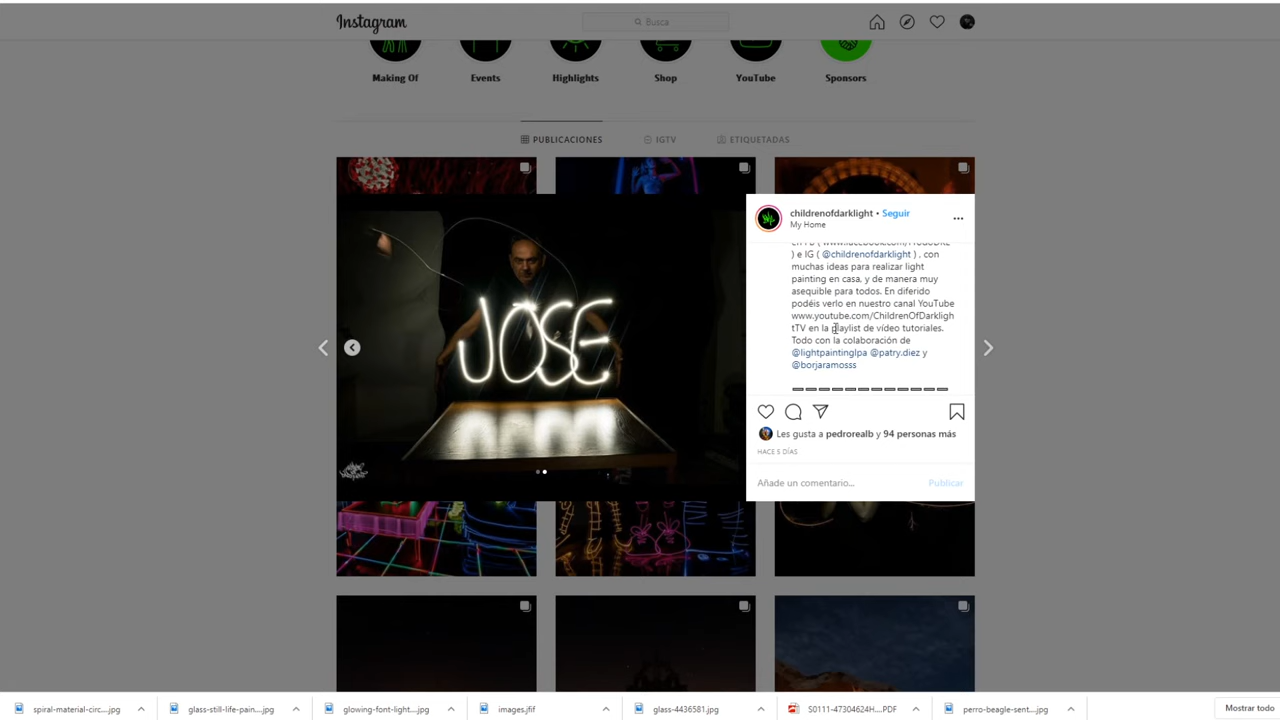 Instagram
Busca
Making Of
Events
Highlights
Shop
YouTube
Sponsors
PUBLICACIONES
IGTV
ETIQUETADAS
childrenofdarklight • Seguir
My Home
) e IG ( @childrenofdarklight ) , con
muchas ideas para realizar light
painting en casa, y de manera muy
asequible para todos. En diferido
podéis verlo en nuestro canal YouTube
www.youtube.com/ChildrenOfDarkligh
tTV en la playlist de vídeo tutoriales.
Todo con la colaboración de
@lightpaintinglpa @patry.diez y
@borjaramosss
JOSE
Les gusta a pedrorealb y 94 personas más
HACE 5 DÍAS
Añade un comentario...
Publicar
spiral-material-circ....jpg
glass-still-life-pain....jpg
glowing-font-light....jpg
images.jfif
glass-4436581.jpg
S0111-47304624H....PDF
perro-beagle-sent....jpg
Mostrar todo